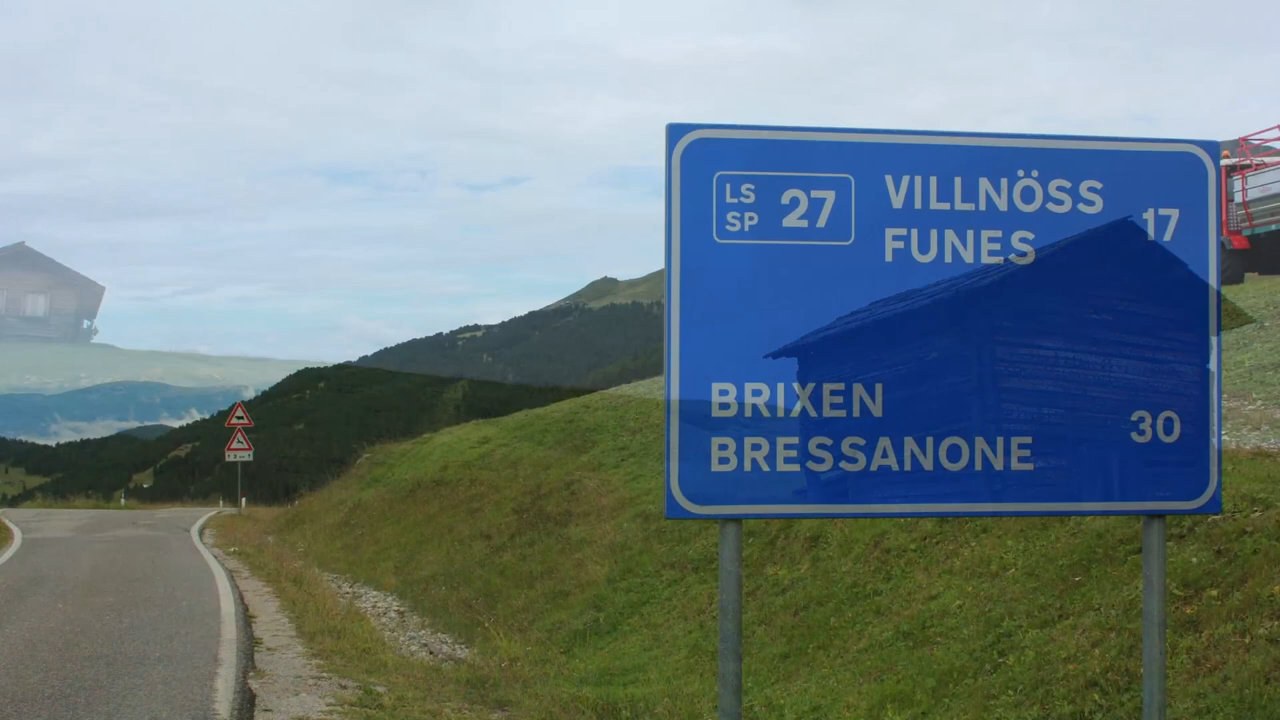 LS
SP 27
VILLNÖSS
FUNES 17
BRIXEN
BRESSANONE 30